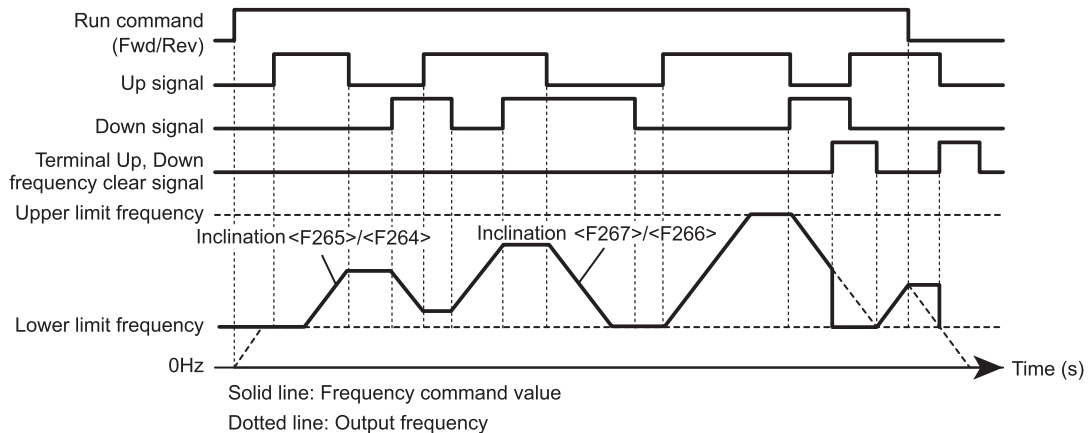 Run command
(Fwd/Rev)
Up signal
Down signal
Terminal Up, Down
frequency clear signal
Upper limit frequency
Inclination <F265>/<F264>
Inclination <F267>/<F266>
Lower limit frequency
0Hz
Time (s)
Solid line: Frequency command value
Dotted line: Output frequency